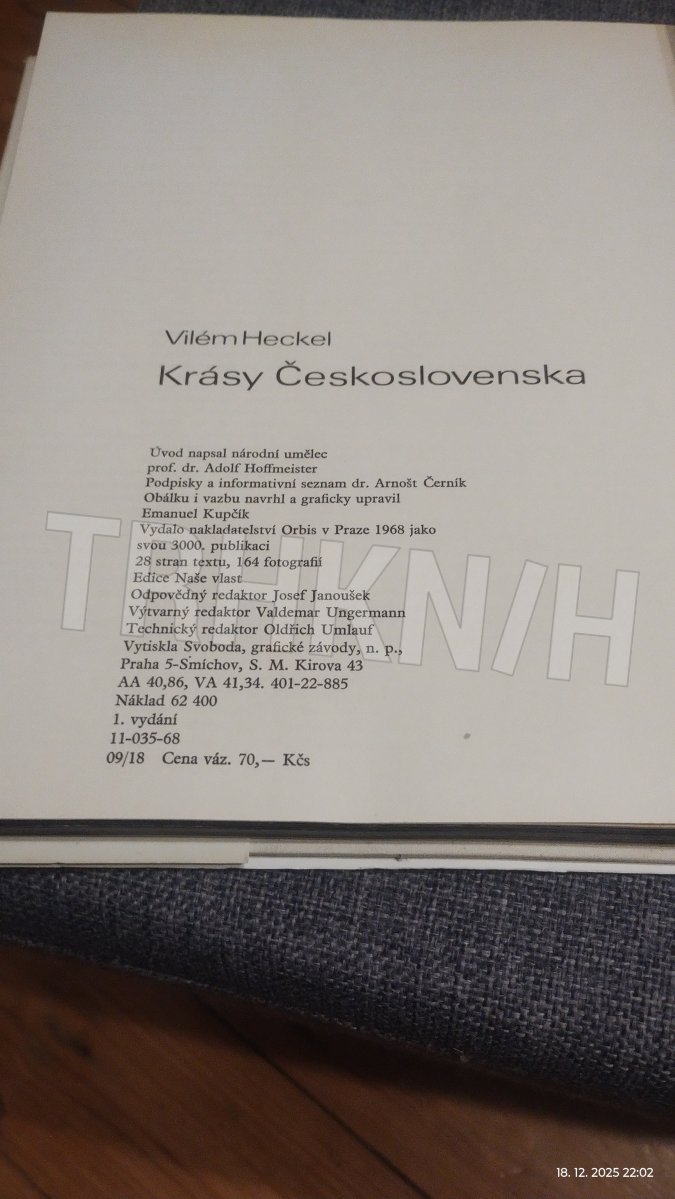 Vilém Heckel
Krásy Československa
Úvod napsal národní umělec
prof. dr. Adolf Hoffmeister
Podpisky a informativní seznam dr. Arnošt Černík
Obálku i vazbu navrhl a graficky upravil
Emanuel Kupčík
Vydalo nakladatelství Orbis v Praze 1968 jako
svou 3000. publikaci
28 stran textu, 164 fotografií
Edice Naše vlast
Odpovědný redaktor Josef Janoušek
Výtvarný redaktor Valdemar Ungermann
Technický redaktor Oldřich Umlauf
Vytiskla Svoboda, grafické závody, n. p.,
Praha 5-Smíchov, S. M. Kirova 43
AA 40,86, VA 41,34. 401-22-885
Náklad 62 400
1. vydání
11-035-68
09/18 Cena váz. 70,— Kčs
TRHKN/H
18. 12. 2025 22:02